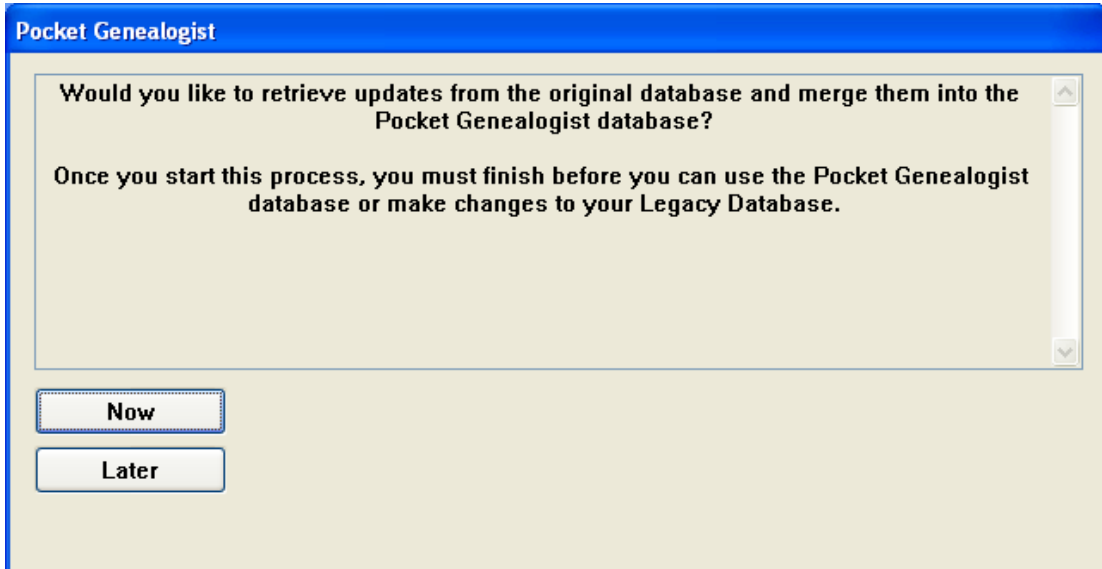 Pocket Genealogist
Would you like to retrieve updates from the original database and merge them into the
Pocket Genealogist database?
Once you start this process, you must finish before you can use the Pocket Genealogist
database or make changes to your Legacy Database.
Now
Later